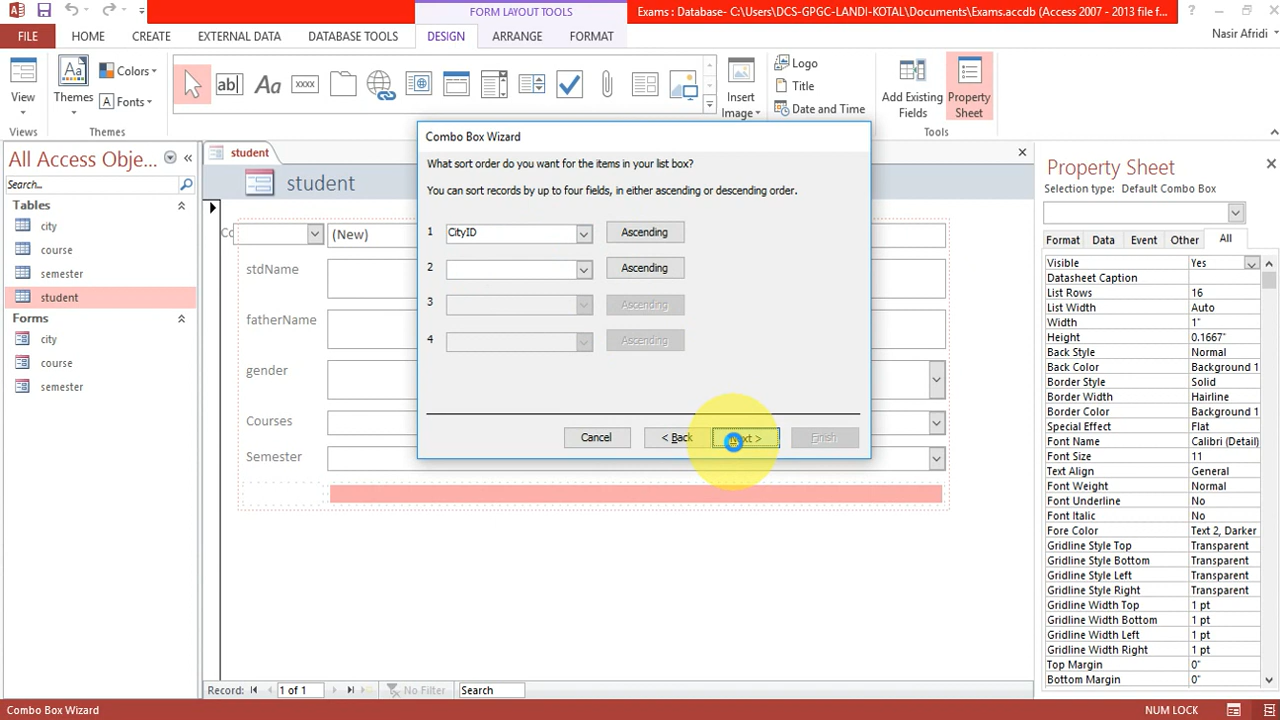 FORM LAYOUT TOOLS
Exams : Database- C:\Users\DCS-GPGC-LANDI-KOTAL\Documents\Exams.accdb (Access 2007 - 2013 file f...
?
FILE HOME CREATE EXTERNAL DATA DATABASE TOOLS DESIGN ARRANGE FORMAT
Nasir Afridi
View
Themes
Colors
Fonts
ab|
Aa
xxxx
Insert
Image
Logo
Title
Date and Time
Add Existing
Fields
Property
Sheet
Views
Themes
Tools
All Access Obje...
Search...
Tables
city
course
semester
student
Forms
city
course
semester
student
student
(New)
stdName
fatherName
gender
Courses
Semester
Combo Box Wizard
What sort order do you want for the items in your list box?
You can sort records by up to four fields, in either ascending or descending order.
1 CityID Ascending
2 Ascending
3 Ascending
4 Ascending
Cancel < Back Next > Finish
Property Sheet
Selection type: Default Combo Box
Format Data Event Other All
Visible Yes
Datasheet Caption
List Rows 16
List Width Auto
Width 1"
Height 0.1667"
Back Style Normal
Back Color Background 1
Border Style Solid
Border Width Hairline
Border Color Background 1
Special Effect Flat
Font Name Calibri (Detail)
Font Size 11
Text Align General
Font Weight Normal
Font Underline No
Font Italic No
Fore Color Text 2, Darker
Gridline Style Top Transparent
Gridline Style Bottom Transparent
Gridline Style Left Transparent
Gridline Style Right Transparent
Gridline Width Top 1 pt
Gridline Width Bottom 1 pt
Gridline Width Left 1 pt
Gridline Width Right 1 pt
Top Margin 0"
Bottom Margin 0"
Record: 1 of 1 No Filter Search
Combo Box Wizard
NUM LOCK